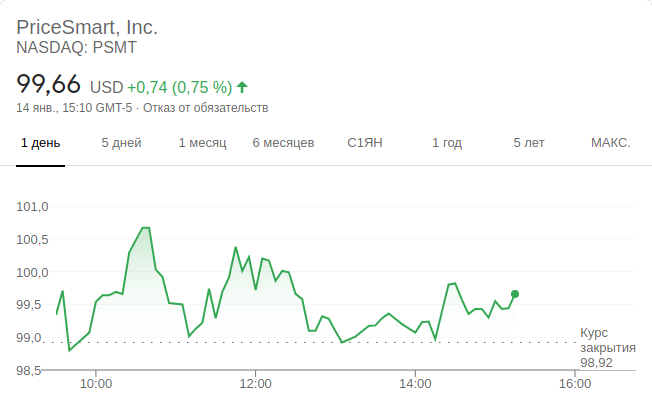 PriceSmart, Inc.
NASDAQ: PSMT
99,66 USD +0,74 (0,75 %)
14 янв., 15:10 GMT-5 · Отказ от обязательств
1 день 5 дней 1 месяц 6 месяцев С1ЯН 1 год 5 лет МАКС.
101,0
100,5
100,0
99,5
99,0
98,5
Курс
закрытия
98,92
10:00 12:00 14:00 16:00